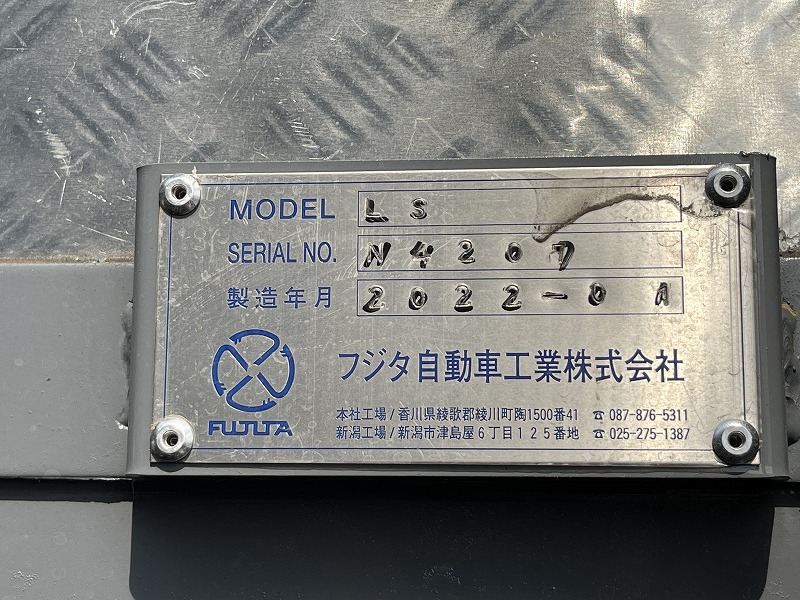 MODEL LS
SERIAL NO. N4207
製造年月 2022-0
FUJITA
フジタ自動車工業株式会社
本社工場/香川県綾歌郡綾川町陶1500番41 ☎087-876-5311
新潟工場/新潟市津島屋6丁目125番地 ☎025-275-1387